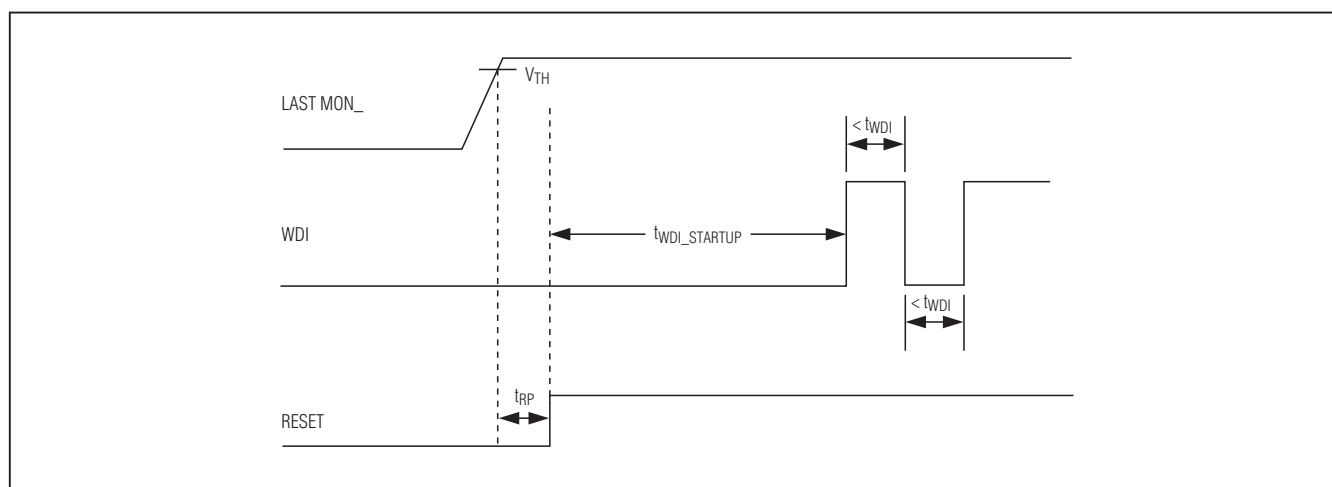 V_TH
LAST MON_
< t_WDI
WDI
t_WDI_STARTUP
< t_WDI
t_RP
RESET